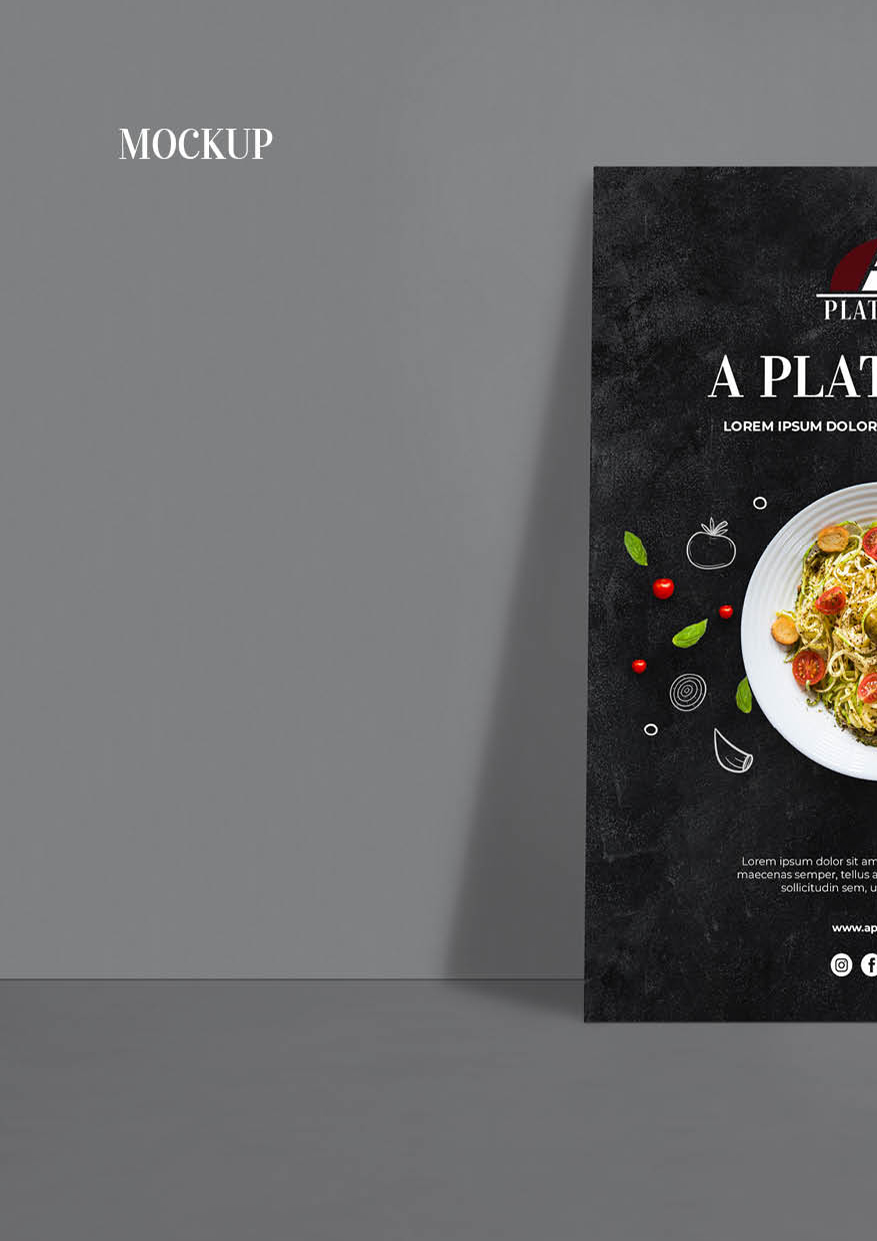 MOCKUP
PLAT
A PLAT
LOREM IPSUM DOLOR
Lorem ipsum dolor sit am
maecenas semper, tellus a
sollicitudin sem, u
www.ap